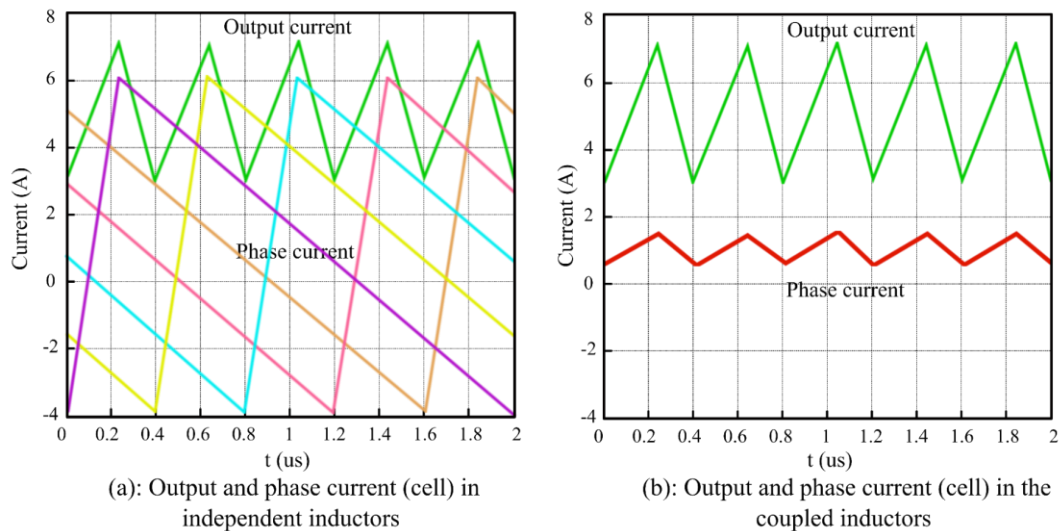 8
6
4
2
0
-2
-4
Current (A)
Output current
Phase current
0 0.2 0.4 0.6 0.8 1 1.2 1.4 1.6 1.8 2
t (us)
(a): Output and phase current (cell) in
independent inductors
8
6
4
2
0
-2
-4
Current (A)
Output current
Phase current
0 0.2 0.4 0.6 0.8 1 1.2 1.4 1.6 1.8 2
t (us)
(b): Output and phase current (cell) in the
coupled inductors